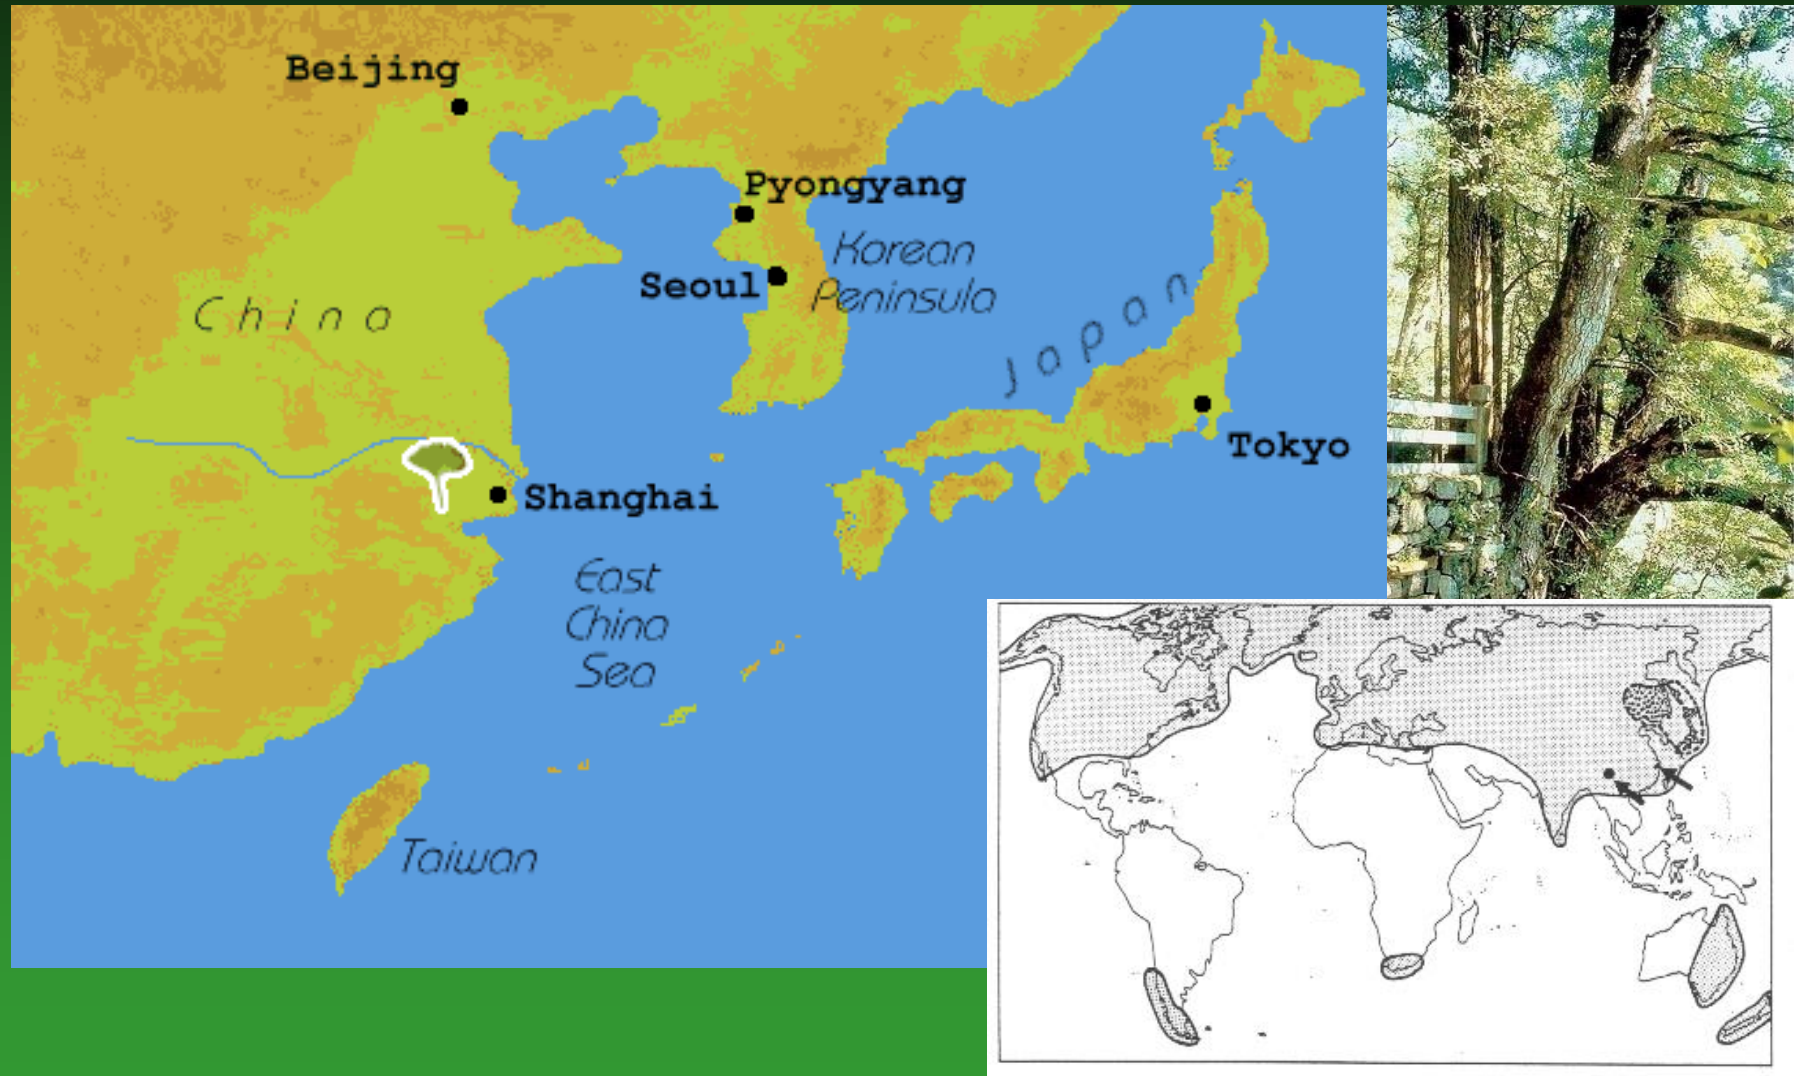 Beijing
Pyongyang
Korean
Peninsula
Seoul
China
Japan
Tokyo
Shanghai
East
China
Sea
Taiwan